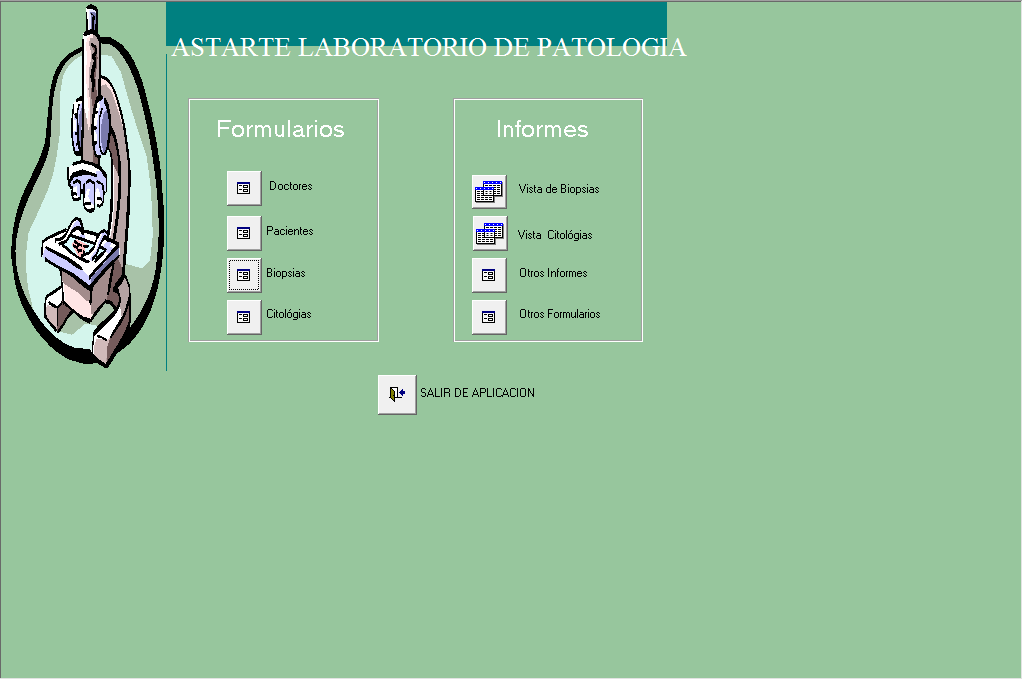 ASTARTE LABORATORIO DE PATOLOGIA
Formularios
Doctores
Pacientes
Biopsias
Citológias
Informes
Vista de Biopsias
Vista Citológias
Otros Informes
Otros Formularios
SALIR DE APLICACION